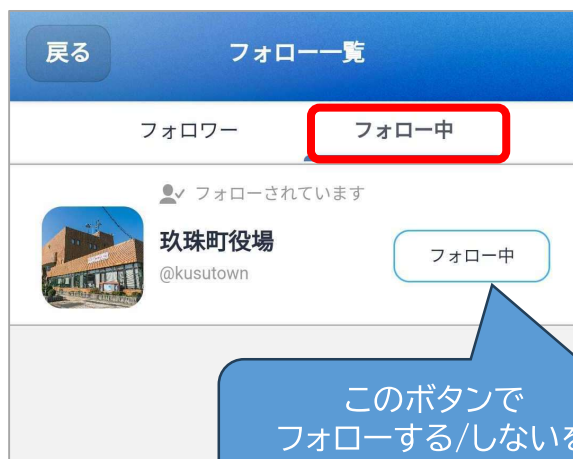 戻る フォロー一覧
フォロワー フォロー中
フォローされています
玖珠町役場
@kusutown
フォロー中
このボタンで
フォローする/しないを